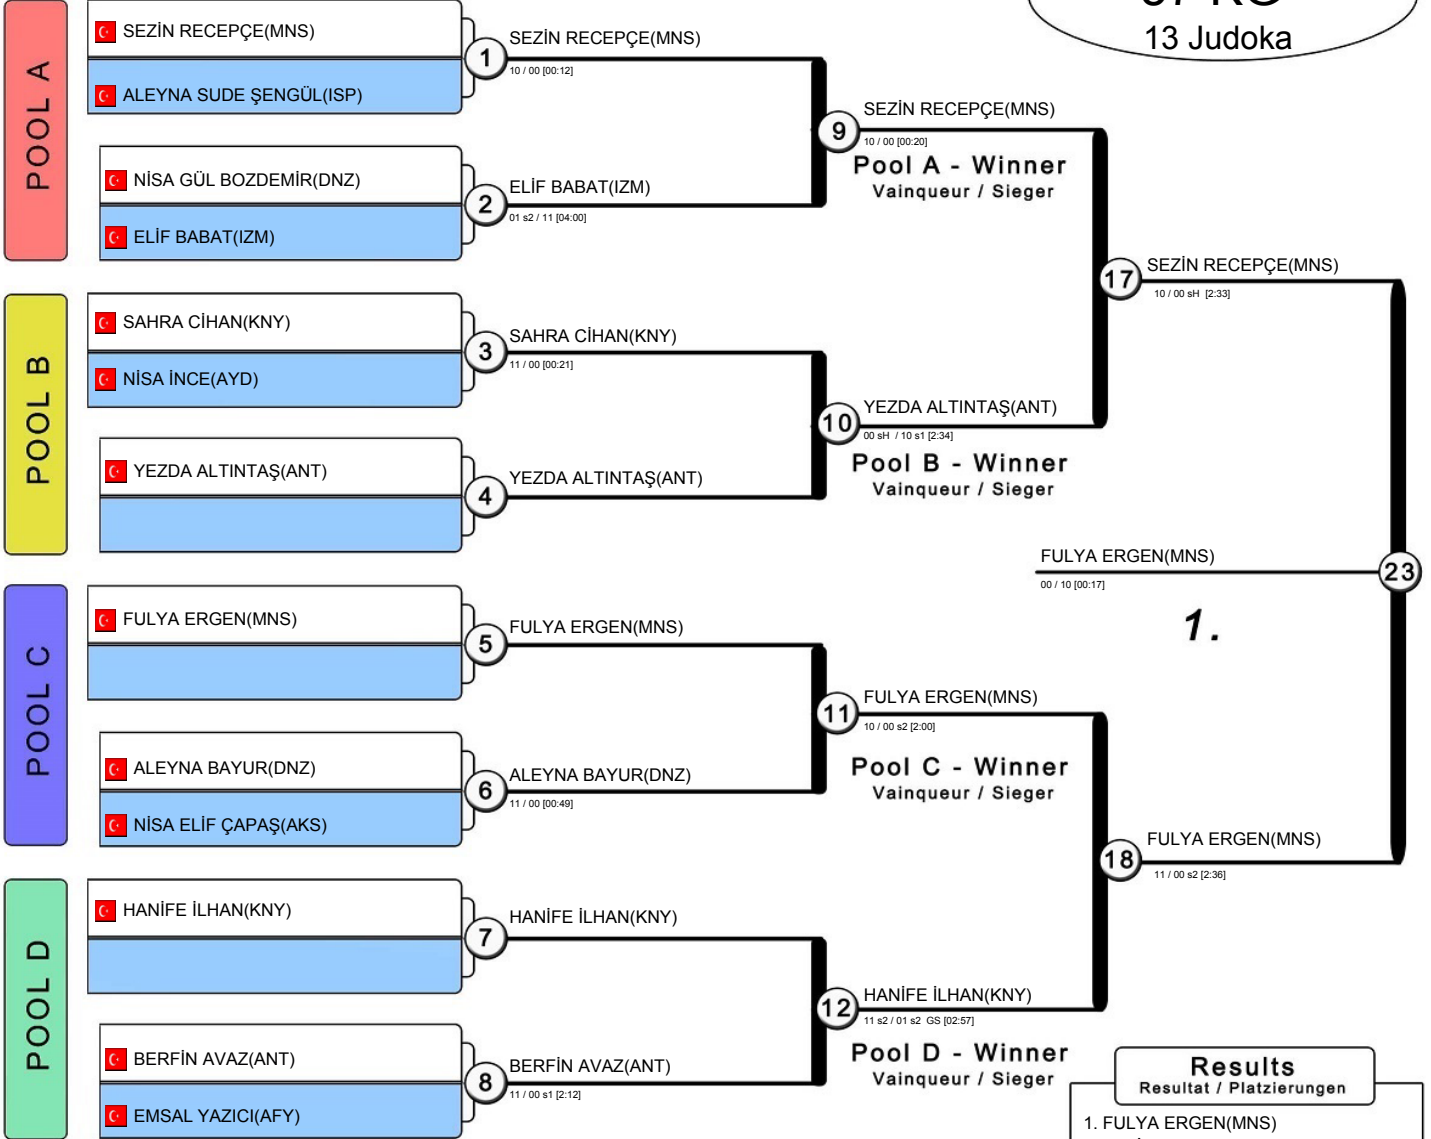 13 Judoka
POOL A
SEZİN RECEPÇE(MNS)
ALEYNA SUDE ŞENGÜL(ISP)
1
SEZİN RECEPÇE(MNS)
10 / 00 [00:12]
NİSA GÜL BOZDEMİR(DNZ)
ELİF BABAT(IZM)
2
ELİF BABAT(IZM)
01 s2 / 11 [04:00]
9
SEZİN RECEPÇE(MNS)
10 / 00 [00:20]
Pool A - Winner
Vainqueur / Sieger
POOL B
SAHRA CİHAN(KNY)
NİSA İNCE(AYD)
3
SAHRA CİHAN(KNY)
11 / 00 [00:21]
YEZDA ALTINTAŞ(ANT)
4
YEZDA ALTINTAŞ(ANT)
10
YEZDA ALTINTAŞ(ANT)
00 sH / 10 s1 [2:34]
Pool B - Winner
Vainqueur / Sieger
17
SEZİN RECEPÇE(MNS)
10 / 00 sH [2:33]
POOL C
FULYA ERGEN(MNS)
5
FULYA ERGEN(MNS)
ALEYNA BAYUR(DNZ)
NİSA ELİF ÇAPAŞ(AKS)
6
ALEYNA BAYUR(DNZ)
11 / 00 [00:49]
11
FULYA ERGEN(MNS)
10 / 00 s2 [2:00]
Pool C - Winner
Vainqueur / Sieger
POOL D
HANİFE İLHAN(KNY)
7
HANİFE İLHAN(KNY)
BERFİN AVAZ(ANT)
EMSAL YAZICI(AFY)
8
BERFİN AVAZ(ANT)
11 / 00 s1 [2:12]
12
HANİFE İLHAN(KNY)
11 s2 / 01 s2 GS [02:57]
Pool D - Winner
Vainqueur / Sieger
18
FULYA ERGEN(MNS)
11 / 00 s2 [2:36]
23
FULYA ERGEN(MNS)
00 / 10 [00:17]
1.
Results
Resultat / Platzierungen
1. FULYA ERGEN(MNS)